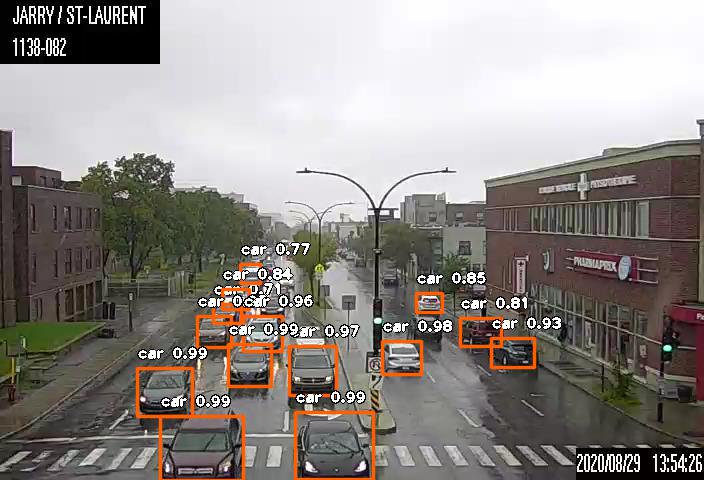 JARRY / ST-LAURENT
1138-082
car 0.77
car 0.84
0.71
car 0.96
car 0.85
car 0.81
car 0.99
car 0.97
car 0.98
car 0.93
car 0.99
car 0.99
car 0.99
PHARMAPRIX
2020/08/29 13:54:26